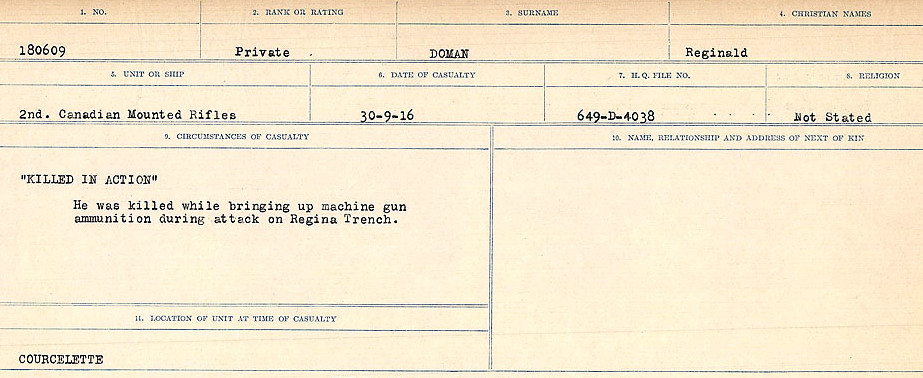 1. NO. 2. RANK OR RATING 3. SURNAME 4. CHRISTIAN NAMES
180609 Private . DOMAN Reginald
5. UNIT OR SHIP 6. DATE OF CASUALTY 7. H.Q. FILE NO. 8. RELIGION
2nd. Canadian Mounted Rifles 30-9-16 649-D-4038 Not Stated
9. CIRCUMSTANCES OF CASUALTY 10. NAME, RELATIONSHIP AND ADDRESS OF NEXT OF KIN
"KILLED IN ACTION"
He was killed while bringing up machine gun
ammunition during attack on Regina Trench.
11. LOCATION OF UNIT AT TIME OF CASUALTY
COURCELETTE